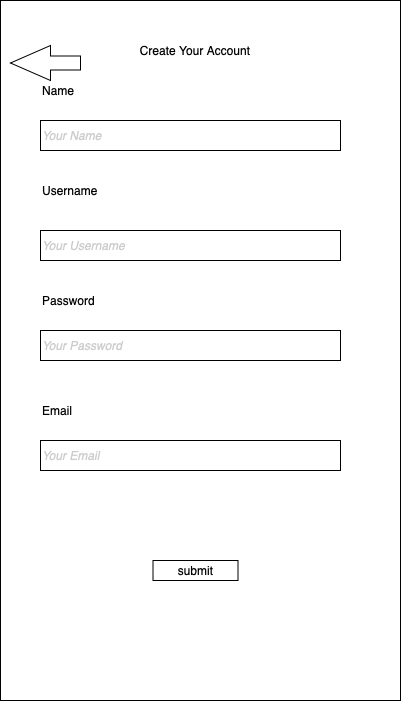 Create Your Account
Name
Your Name
Username
Your Username
Password
Your Password
Email
Your Email
submit